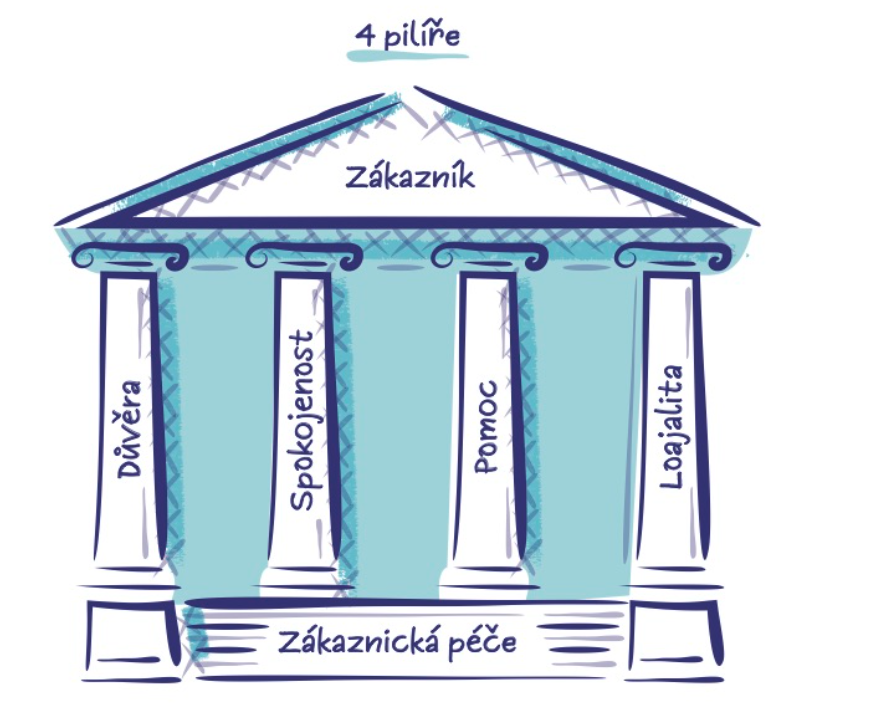 4 pilíře
Zákazník
Důvěra
Spokojenost
Pomoc
Loajalita
Zákaznická péče